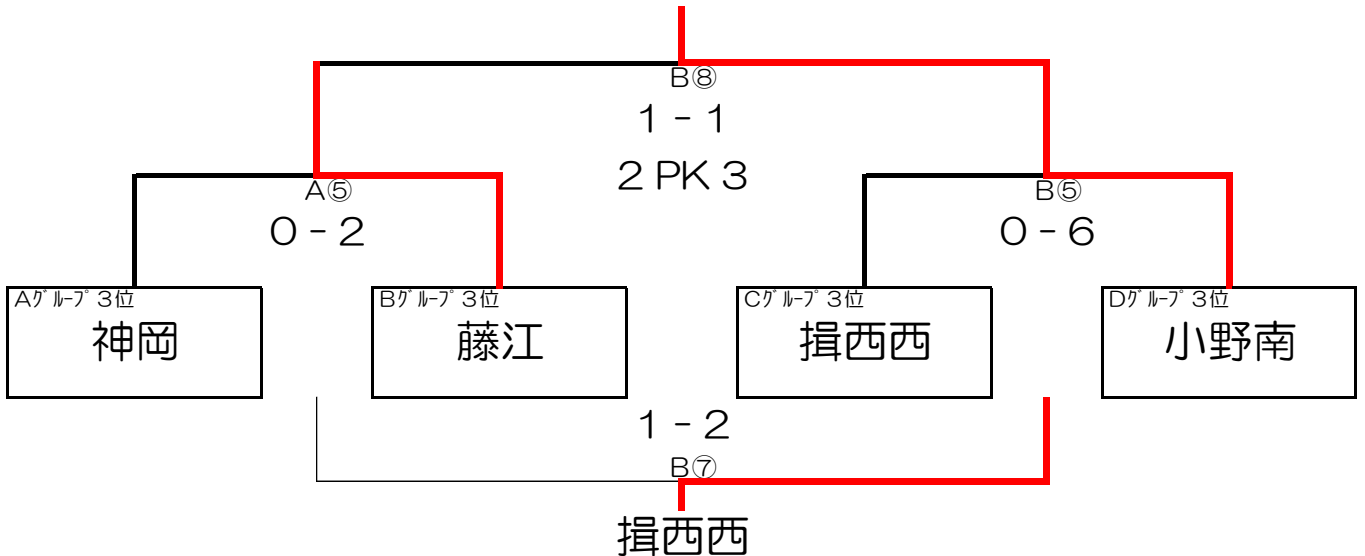 B⑧
1 - 1
2 PK 3
A⑤
0 - 2
B⑤
0 - 6
Aｸﾞﾙｰﾌﾟ3位
神岡
Bｸﾞﾙｰﾌﾟ3位
藤江
Cｸﾞﾙｰﾌﾟ3位
揖西西
Dｸﾞﾙｰﾌﾟ3位
小野南
1 - 2
B⑦
揖西西